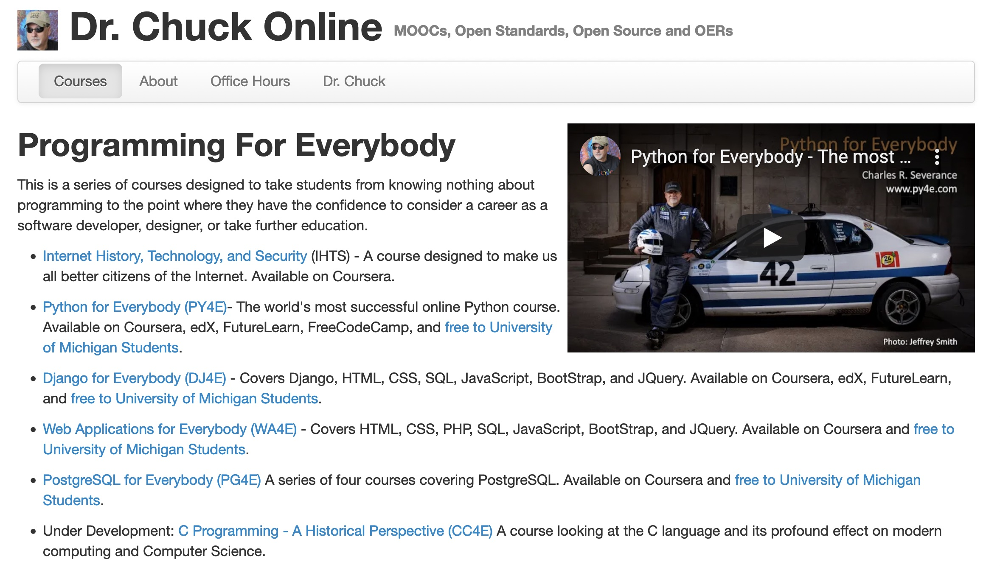 Dr. Chuck Online MOOCs, Open Standards, Open Source and OERs
Courses About Office Hours Dr. Chuck
Programming For Everybody
This is a series of courses designed to take students from knowing nothing about
programming to the point where they have the confidence to consider a career as a
software developer, designer, or take further education.
Internet History, Technology, and Security (IHTS) - A course designed to make us
all better citizens of the Internet. Available on Coursera.
Python for Everybody (PY4E)- The world's most successful online Python course.
Available on Coursera, edX, FutureLearn, FreeCodeCamp, and free to University
of Michigan Students.
Python for Everybody
Python for Everybody - The most ...
Charles R. Severance
www.py4e.com
42
24
Photo: Jeffrey Smith
Django for Everybody (DJ4E) - Covers Django, HTML, CSS, SQL, JavaScript, BootStrap, and JQuery. Available on Coursera, edX, FutureLearn,
and free to University of Michigan Students.
Web Applications for Everybody (WA4E) - Covers HTML, CSS, PHP, SQL, JavaScript, BootStrap, and JQuery. Available on Coursera and free to
University of Michigan Students.
PostgreSQL for Everybody (PG4E) A series of four courses covering PostgreSQL. Available on Coursera and free to University of Michigan
Students.
Under Development: C Programming - A Historical Perspective (CC4E) A course looking at the C language and its profound effect on modern
computing and Computer Science.